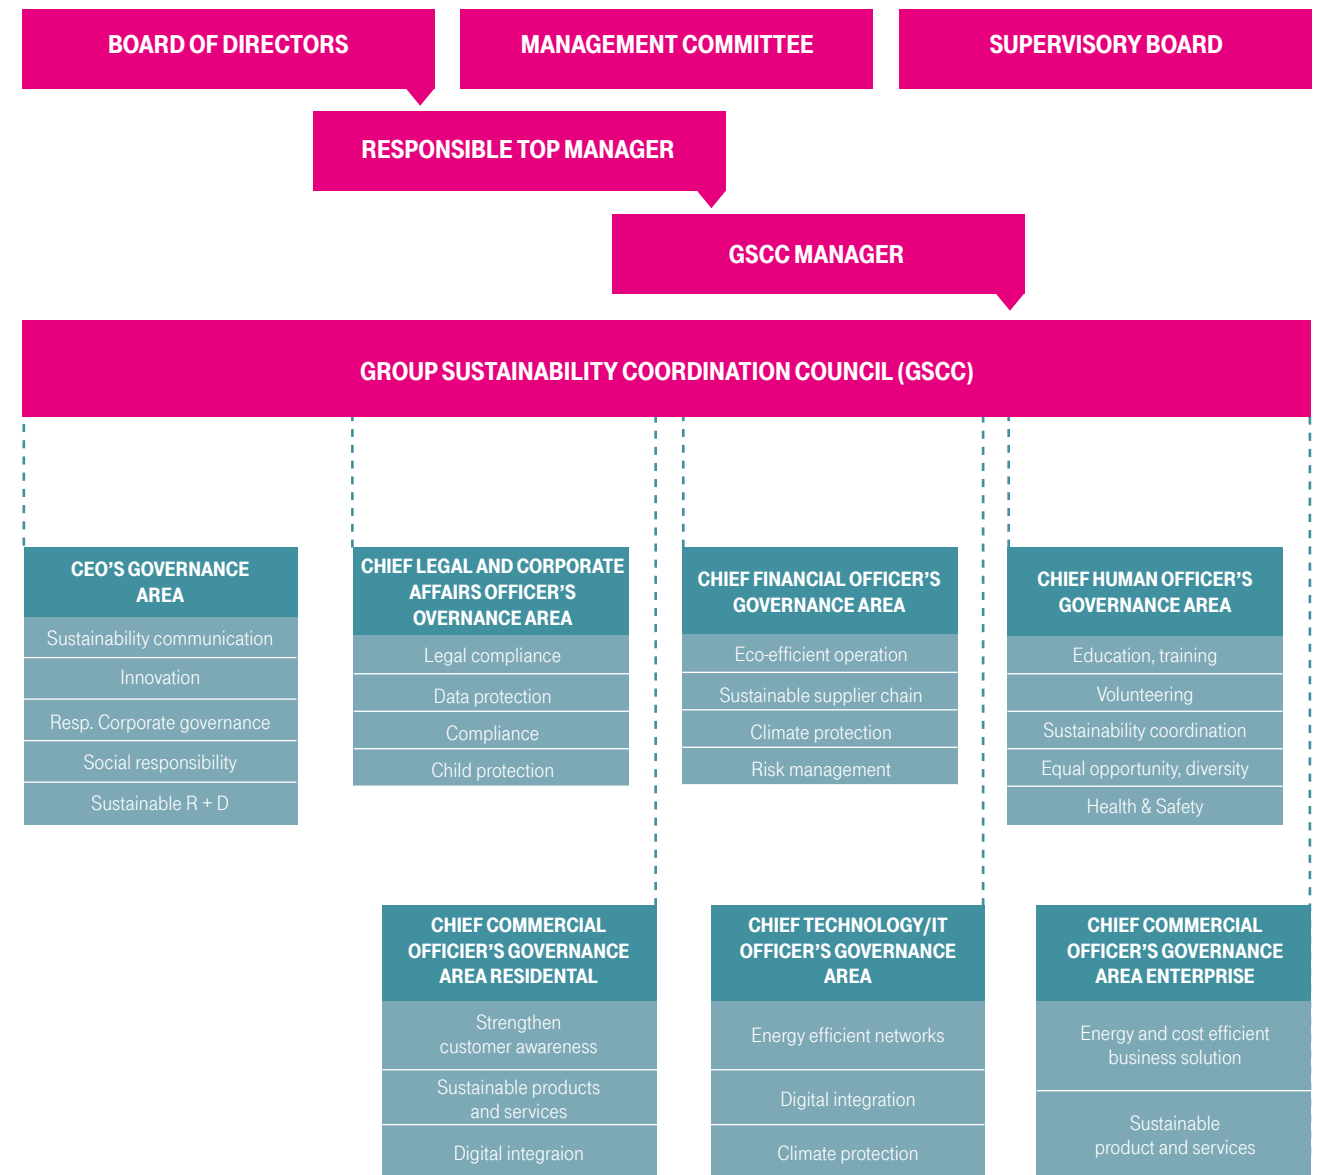 BOARD OF DIRECTORS
MANAGEMENT COMMITTEE
SUPERVISORY BOARD
RESPONSIBLE TOP MANAGER
GSCC MANAGER
GROUP SUSTAINABILITY COORDINATION COUNCIL (GSCC)
CEO'S GOVERNANCE
AREA
Sustainability communication
Innovation
Resp. Corporate governance
Social responsibility
Sustainable R + D
CHIEF LEGAL AND CORPORATE
AFFAIRS OFFICER'S
OVERNANCE AREA
Legal compliance
Data protection
Compliance
Child protection
CHIEF FINANCIAL OFFICER'S
GOVERNANCE AREA
Eco-efficient operation
Sustainable supplier chain
Climate protection
Risk management
CHIEF HUMAN OFFICER'S
GOVERNANCE AREA
Education, training
Volunteering
Sustainability coordination
Equal opportunity, diversity
Health & Safety
CHIEF COMMERCIAL
OFFICIER'S GOVERNANCE
AREA RESIDENTAL
Strengthen
customer awareness
Sustainable products
and services
Digital integraion
CHIEF TECHNOLOGY/IT
OFFICER'S GOVERNANCE
AREA
Energy efficient networks
Digital integration
Climate protection
CHIEF COMMERCIAL
OFFICER'S GOVERNANCE
AREA ENTERPRISE
Energy and cost efficient
business solution
Sustainable
product and services